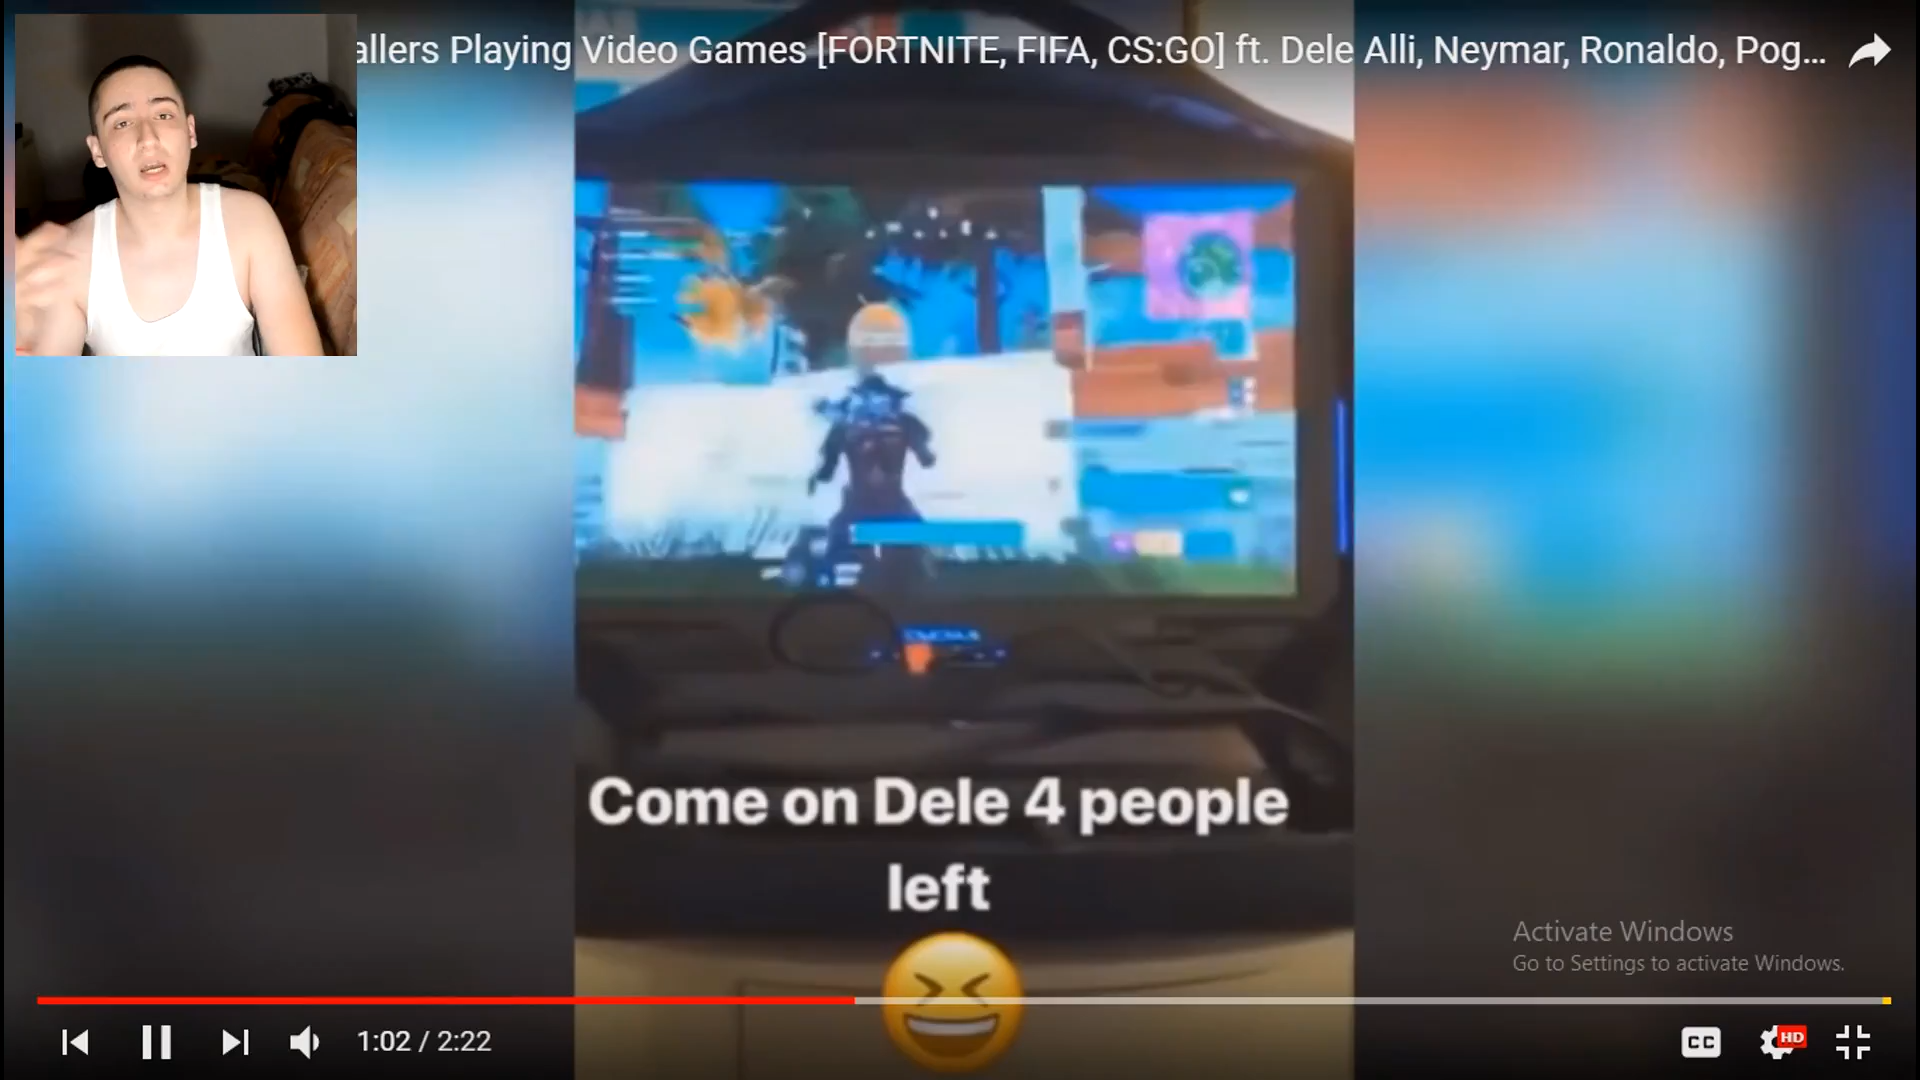 allers Playing Video Games [FORTNITE, FIFA, CS:GO] ft. Dele Alli, Neymar, Ronaldo, Pog...
Come on Dele 4 people
left
Activate Windows
Go to Settings to activate Windows.
1:02 / 2:22
CC
HD